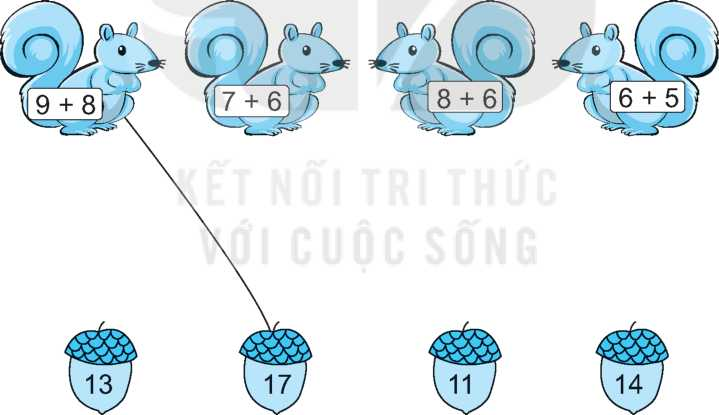 9 + 8
7 + 6
8 + 6
6 + 5
KẾT NỐI TRI THỨC
VỚI CUỘC SỐNG
13
17
11
14